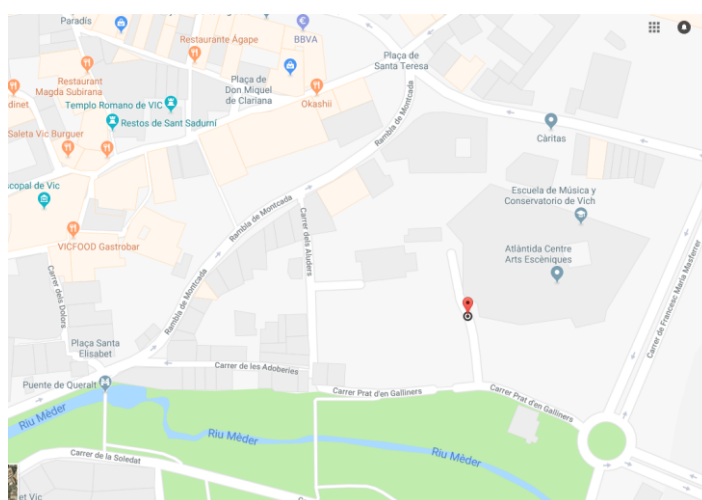 Paradís
Restaurante Ágape
BBVA
Plaça de
Santa Teresa
Restaurant
Magda Subirana
Plaça de
Don Miquel
de Clariana
dinet
Templo Romano de VIC
Okashii
Restos de Sant Sadurní
Saleta Vic Burguer
Rambla de Montcada
Càritas
scopal de Vic
Escuela de Música y
Conservatorio de Vich
Rambla de Montcada
VICFOOD Gastrobar
Carrer dels Aluders
Atlàntida Centre
Arts Escèniques
Carrer dels Dolors
Rambla de Montcada
Carrer de Francesc Maria Masferrer
Plaça Santa
Elisabet
Carrer de les Adoberies
Puente de Queralt
Carrer Prat d'en Galliners
Carrer Prat d'en Galliners
Riu Mèder
Riu Mèder
Riu Mèder
Carrer de la Soledat
et Vic